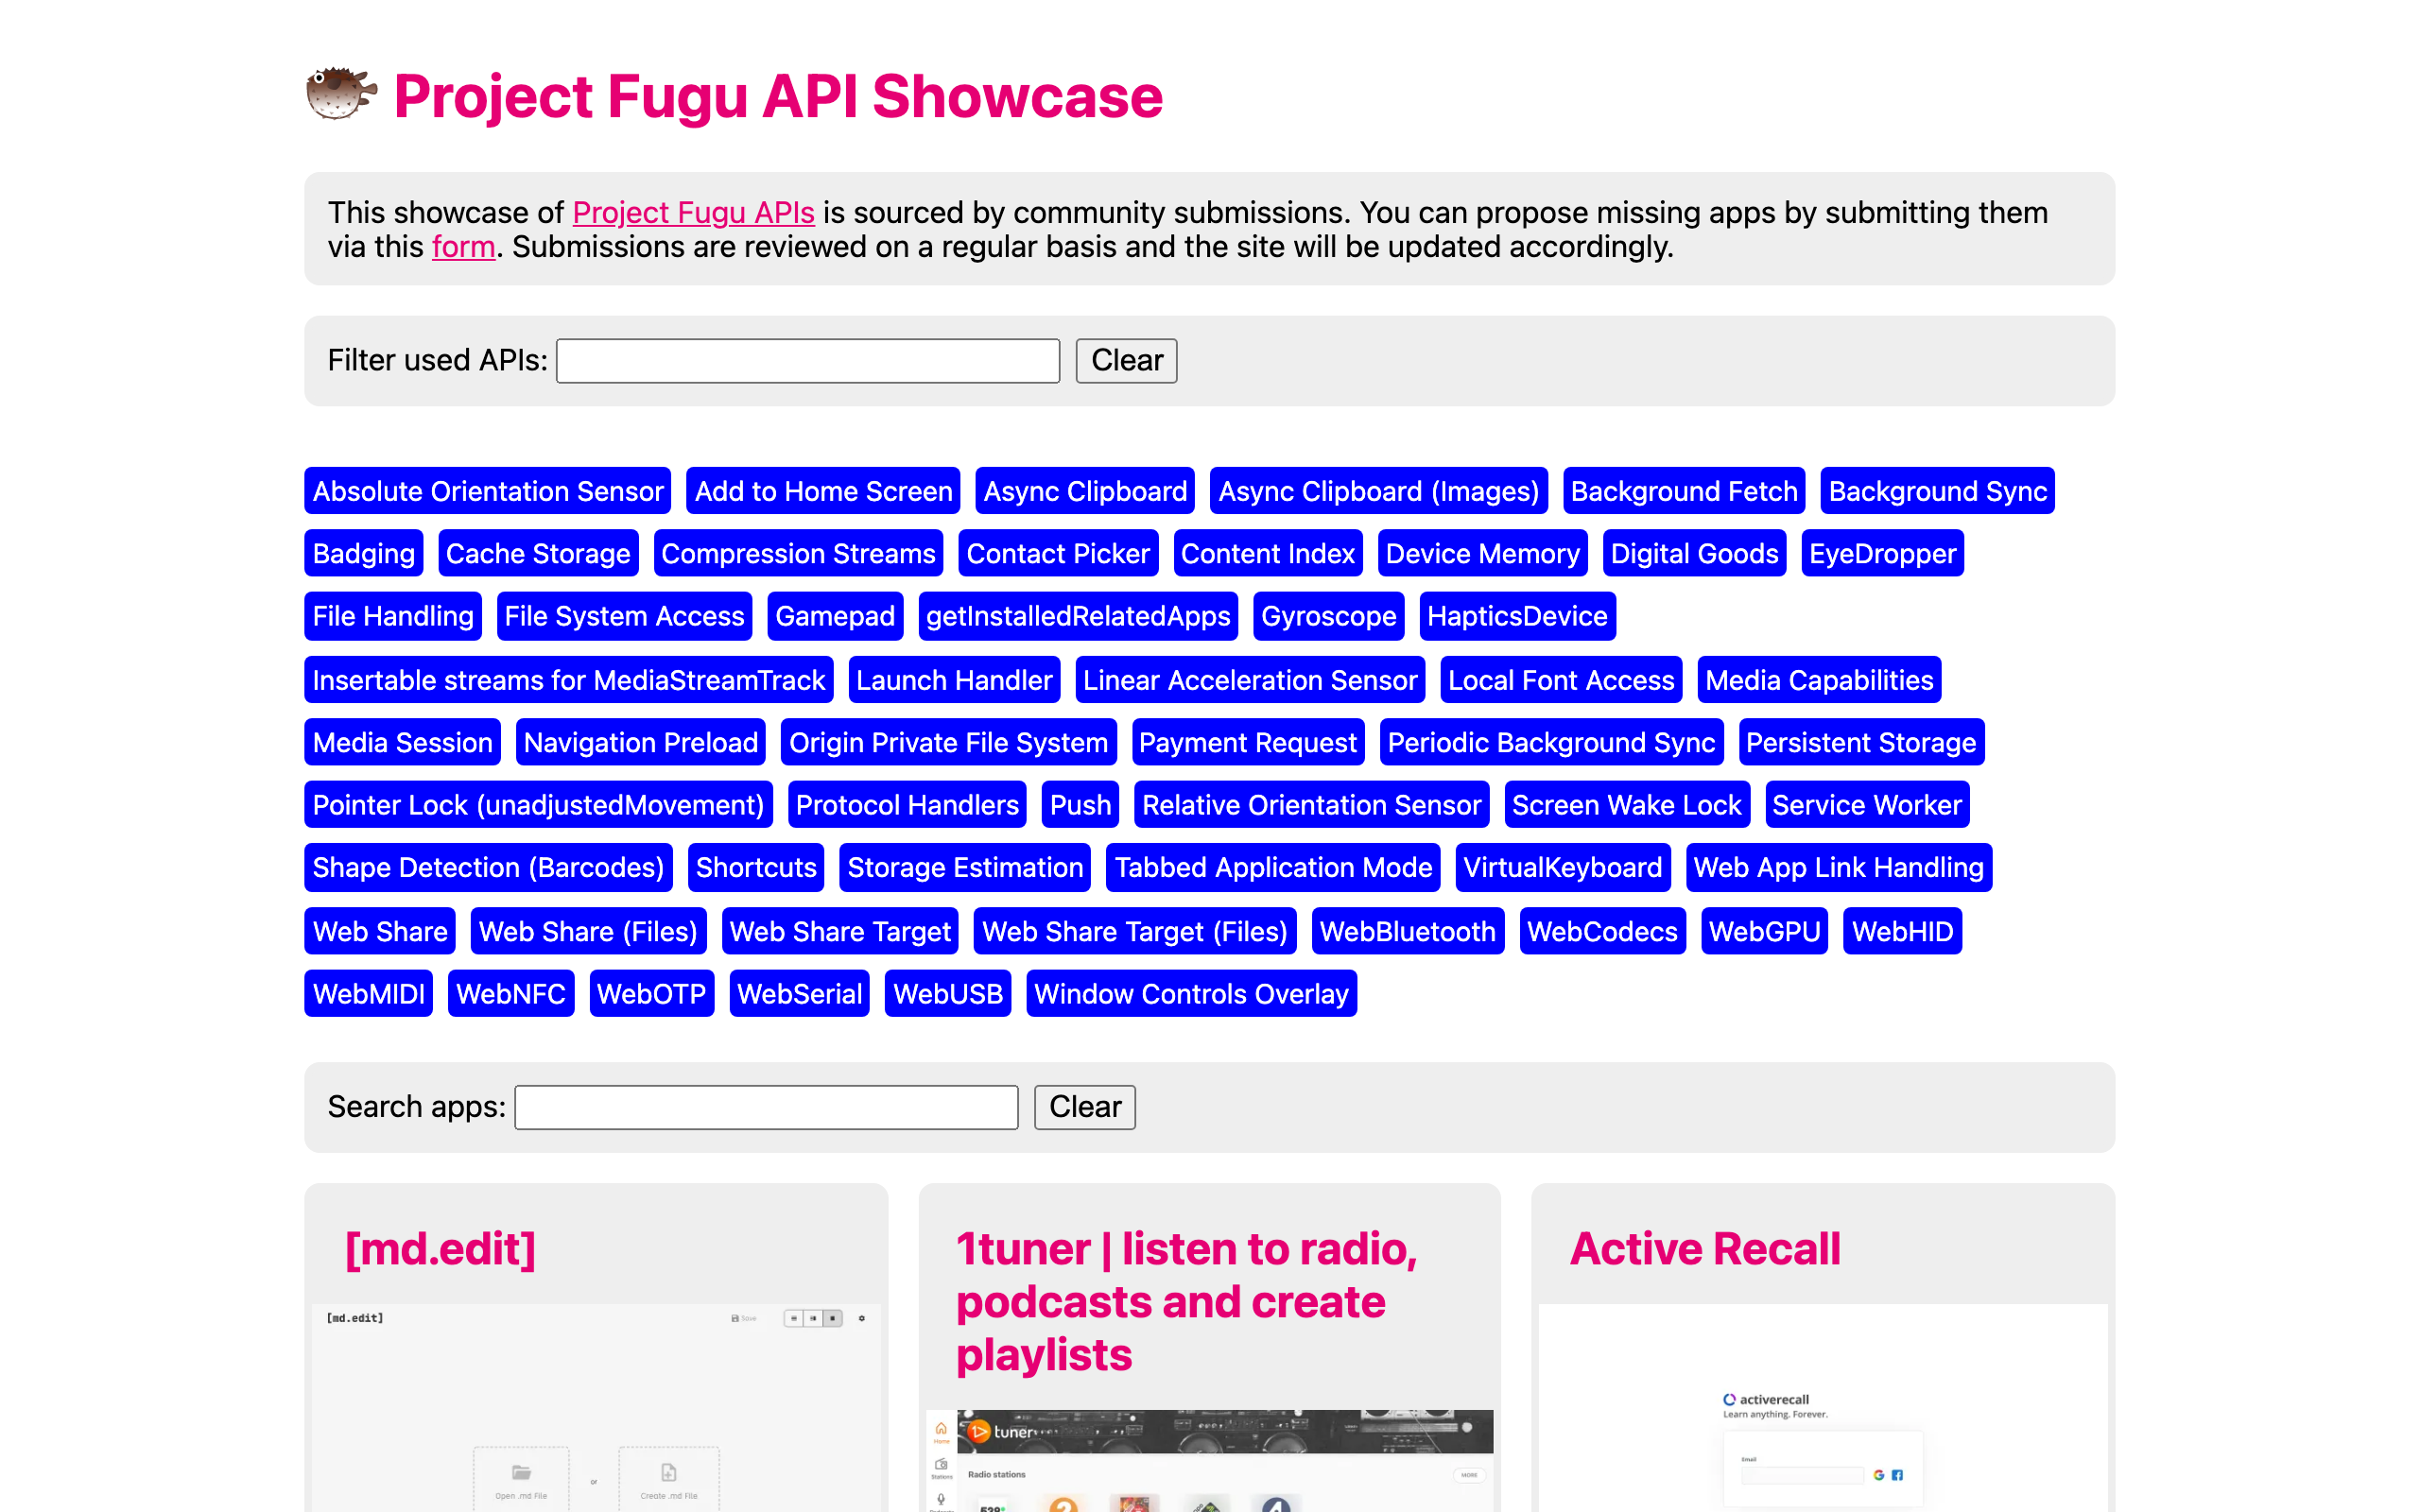 Project Fugu API Showcase
This showcase of Project Fugu APIs is sourced by community submissions. You can propose missing apps by submitting them
via this form. Submissions are reviewed on a regular basis and the site will be updated accordingly.
Filter used APIs: Clear
Absolute Orientation Sensor Add to Home Screen Async Clipboard Async Clipboard (Images) Background Fetch Background Sync
Badging Cache Storage Compression Streams Contact Picker Content Index Device Memory Digital Goods EyeDropper
File Handling File System Access Gamepad getInstalledRelatedApps Gyroscope HapticsDevice
Insertable streams for MediaStreamTrack Launch Handler Linear Acceleration Sensor Local Font Access Media Capabilities
Media Session Navigation Preload Origin Private File System Payment Request Periodic Background Sync Persistent Storage
Pointer Lock (unadjustedMovement) Protocol Handlers Push Relative Orientation Sensor Screen Wake Lock Service Worker
Shape Detection (Barcodes) Shortcuts Storage Estimation Tabbed Application Mode VirtualKeyboard Web App Link Handling
Web Share Web Share (Files) Web Share Target Web Share Target (Files) WebBluetooth WebCodecs WebGPU WebHID
WebMIDI WebNFC WebOTP WebSerial WebUSB Window Controls Overlay
Search apps: Clear
[md.edit]
[md.edit] Save
Open .md File or Create .md File
1tuner | listen to radio,
podcasts and create
playlists
tuner
Home
Stations
Radio stations MORE
Active Recall
activerecall
Learn anything. Forever.
Email